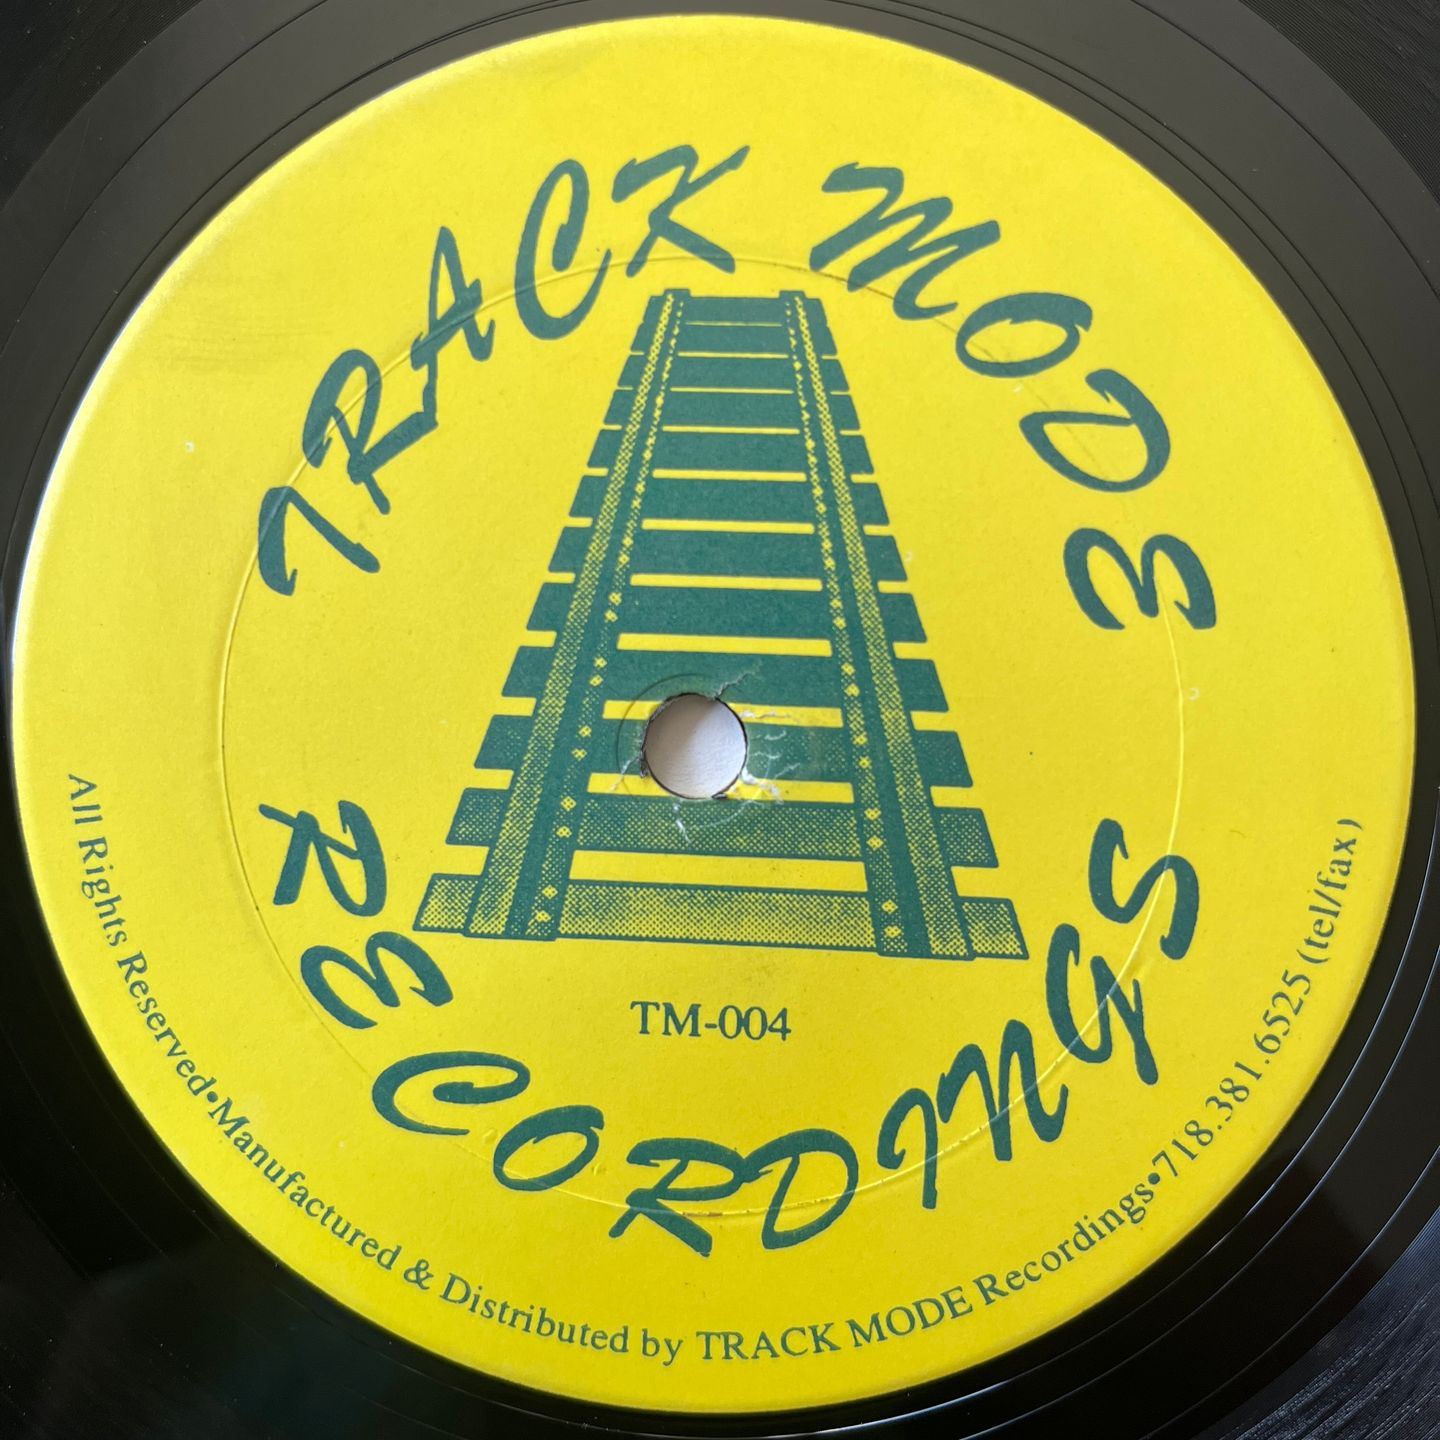 TRACK MODE
RECORDINGS
TM-004
All Rights Reserved•Manufactured & Distributed by TRACK MODE Recordings•718.381.6525 (tel/fax)